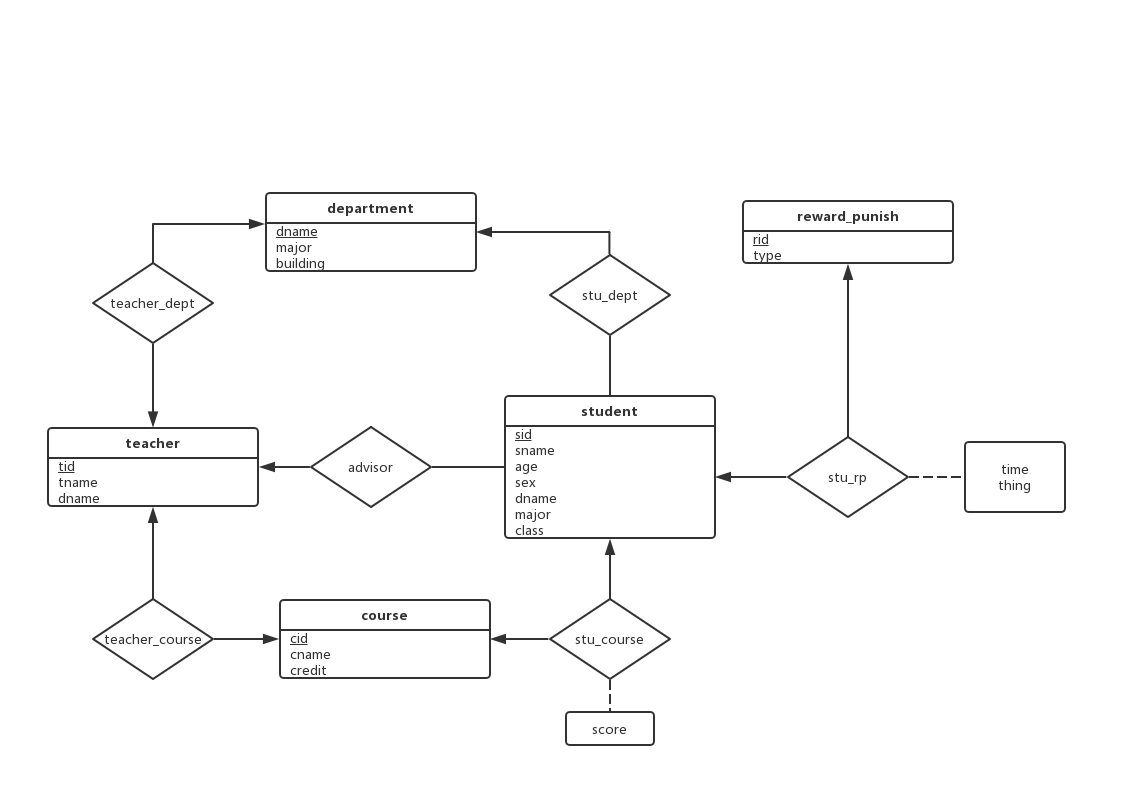 department
dname
major
building
reward_punish
rid
type
teacher_dept
stu_dept
teacher
tid
tname
dname
advisor
student
sid
sname
age
sex
dname
major
class
stu_rp
time
thing
teacher_course
course
cid
cname
credit
stu_course
score